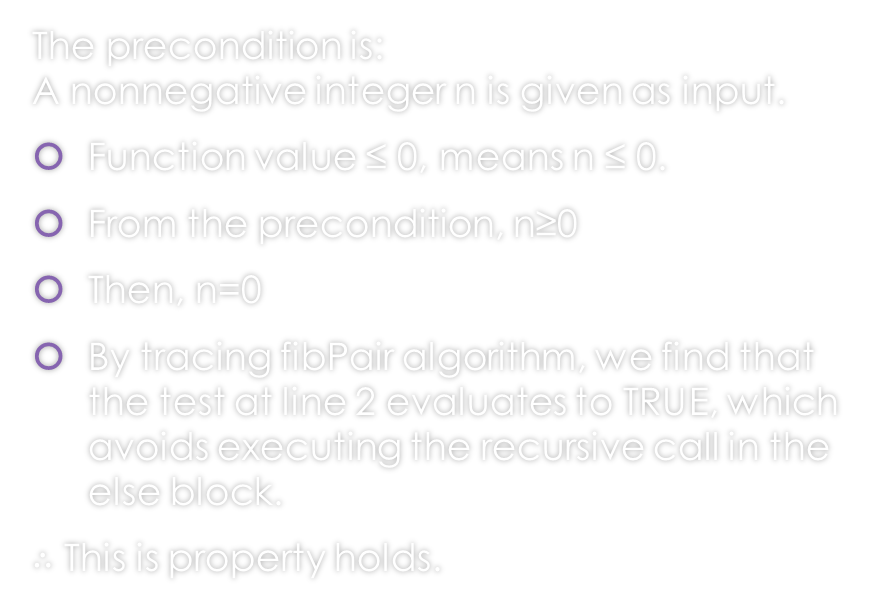 The precondition is:
A nonnegative integer n is given as input.
Function value ≤ 0, means n ≤ 0.
From the precondition, n≥0
Then, n=0
By tracing fibPair algorithm, we find that
the test at line 2 evaluates to TRUE, which
avoids executing the recursive call in the
else block.
∴ This is property holds.